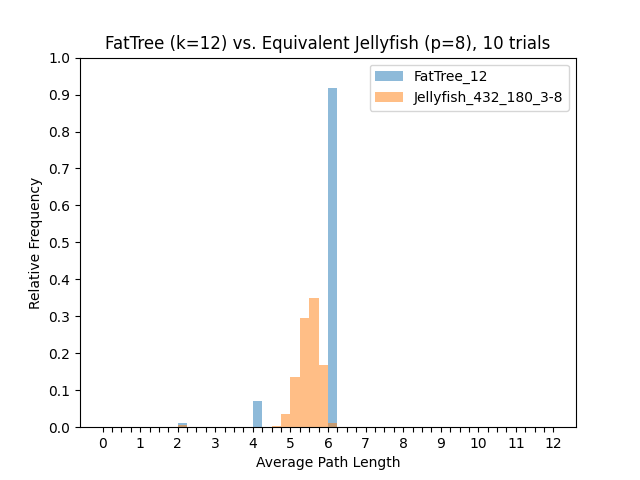 FatTree (k=12) vs. Equivalent Jellyfish (p=8), 10 trials
FatTree_12
Jellyfish_432_180_3-8
Relative Frequency
1.0
0.9
0.8
0.7
0.6
0.5
0.4
0.3
0.2
0.1
0.0
0 1 2 3 4 5 6 7 8 9 10 11 12
Average Path Length